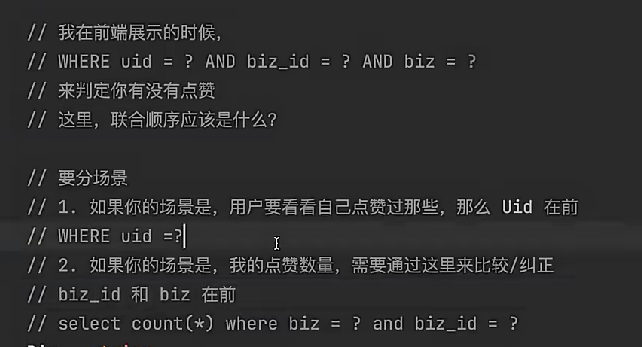 // 我在前端展示的时候，
// WHERE uid = ? AND biz_id = ? AND biz = ?
// 来判定你有没有点赞
// 这里，联合顺序应该是什么？
// 要分场景
// 1. 如果你的场景是，用户要看看自己点赞过那些，那么 Uid 在前
// WHERE uid =?
// 2. 如果你的场景是，我的点赞数量，需要通过这里来比较/纠正
// biz_id 和 biz 在前
// select count(*) where biz = ? and biz_id = ?